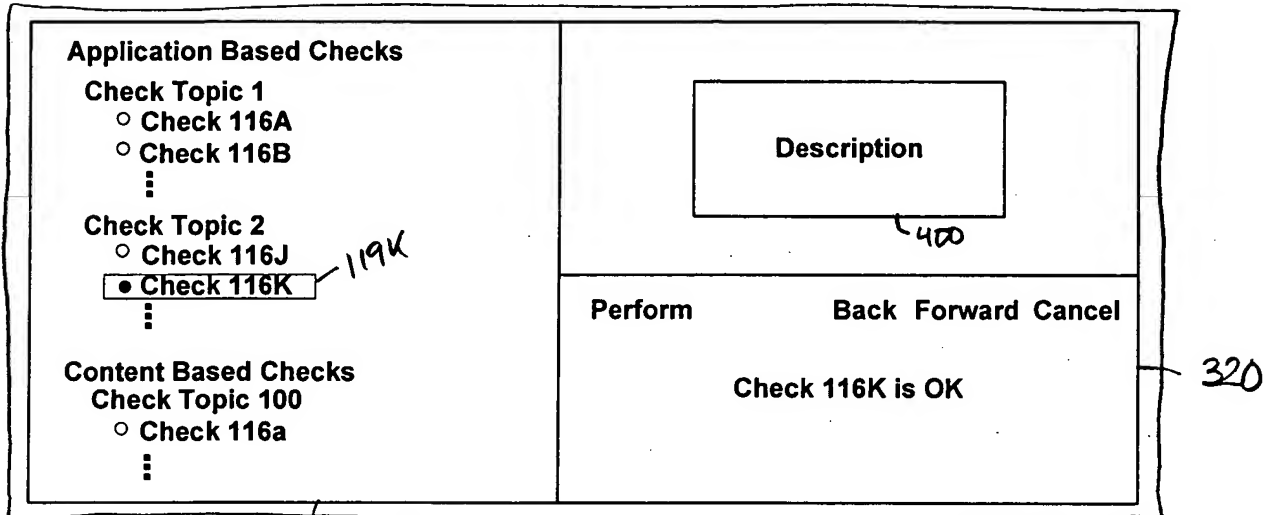 Application Based Checks
Check Topic 1
Check 116A
Check 116B
Check Topic 2
Check 116J
Check 116K
119K
Content Based Checks
Check Topic 100
Check 116a
Description
400
Perform Back Forward Cancel
Check 116K is OK
320